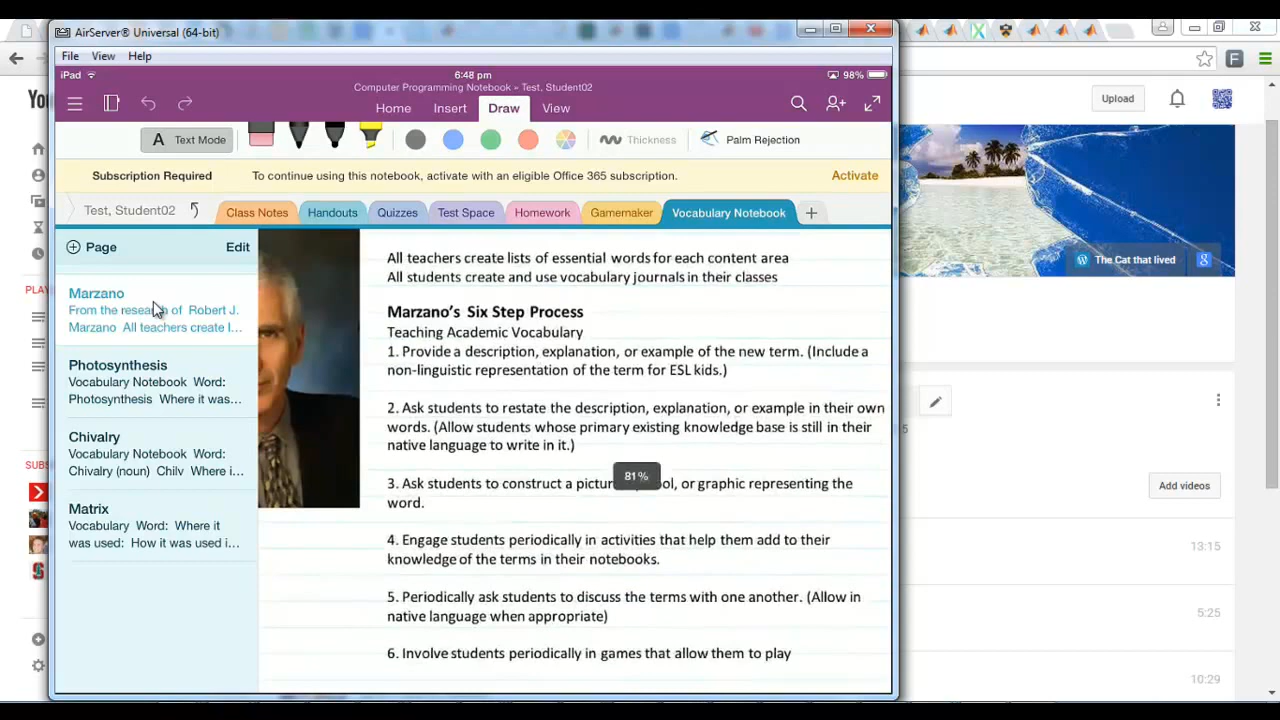 AirServer® Universal (64-bit)
File View Help
iPad 6:48 pm 98%
Computer Programming Notebook » Test, Student02
Home Insert Draw View
A Text Mode Thickness Palm Rejection
Subscription Required To continue using this notebook, activate with an eligible Office 365 subscription. Activate
Test, Student02 Class Notes Handouts Quizzes Test Space Homework Gamemaker Vocabulary Notebook +
Page Edit
Marzano
From the research of Robert J.
Marzano All teachers create l...
Photosynthesis
Vocabulary Notebook Word:
Photosynthesis Where it was...
Chivalry
Vocabulary Notebook Word:
Chivalry (noun) Chilv Where i...
Matrix
Vocabulary Word: Where it
was used: How it was used i...
All teachers create lists of essential words for each content area
All students create and use vocabulary journals in their classes
Marzano's Six Step Process
Teaching Academic Vocabulary
1. Provide a description, explanation, or example of the new term. (Include a
non-linguistic representation of the term for ESL kids.)
2. Ask students to restate the description, explanation, or example in their own
words. (Allow students whose primary existing knowledge base is still in their
native language to write in it.)
3. Ask students to construct a or graphic representing the
word.
81%
4. Engage students periodically in activities that help them add to their
knowledge of the terms in their notebooks.
5. Periodically ask students to discuss the terms with one another. (Allow in
native language when appropriate)
6. Involve students periodically in games that allow them to play
Yo
PLAY
SUBS
Upload
The Cat that lived
Add videos
13:15
5:25
10:29